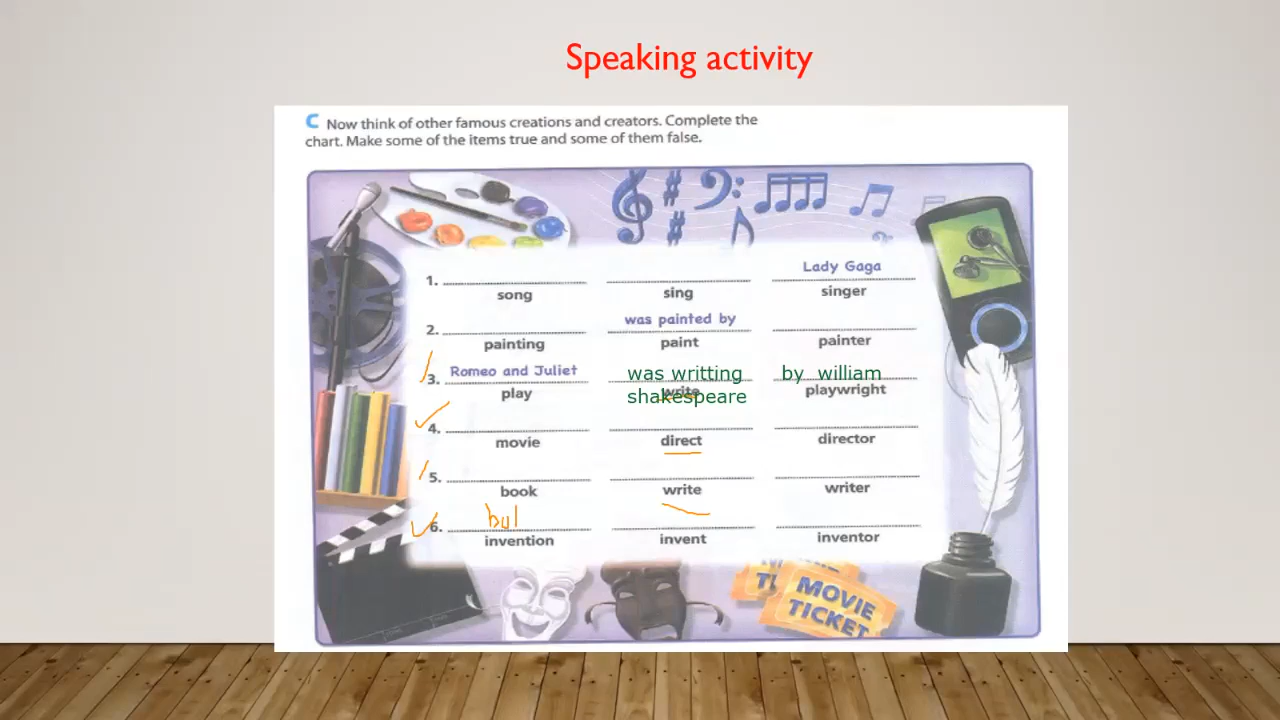 Speaking activity
C Now think of other famous creations and creators. Complete the
chart. Make some of the items true and some of them false.
Lady Gaga
1.
song sing singer
was painted by
2.
painting paint painter
Romeo and Juliet was writting by william
3.
play write playwright
shakespeare
4.
movie direct director
5.
book write writer
bul
6.
invention invent inventor
MOVIE
TICKET